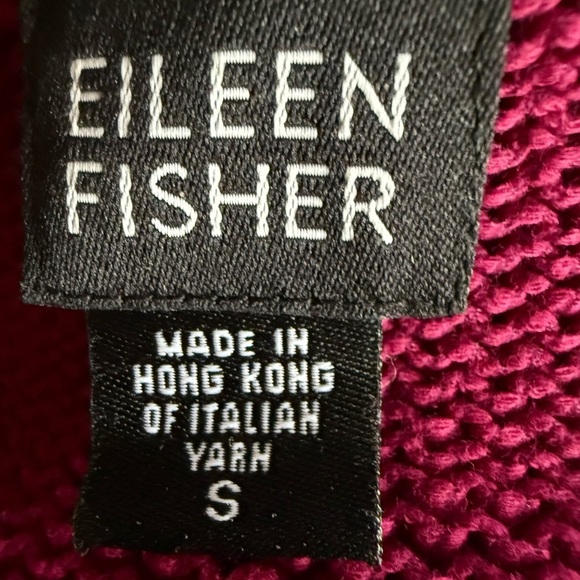 EILEEN
FISHER
MADE IN
HONG KONG
OF ITALIAN
YARN
S